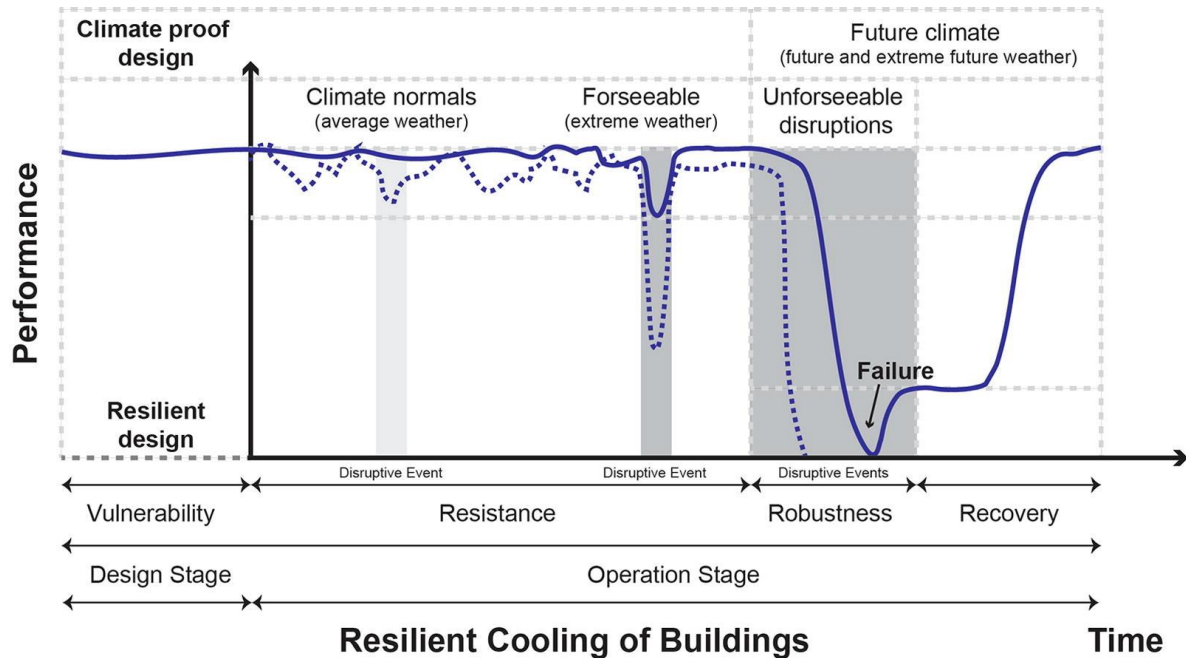 Climate proof
design
Future climate
(future and extreme future weather)
Climate normals
(average weather)
Forseeable
(extreme weather)
Unforseeable
disruptions
Performance
Failure
Resilient
design
Disruptive Event
Disruptive Event
Disruptive Events
Vulnerability
Resistance
Robustness
Recovery
Design Stage
Operation Stage
Resilient Cooling of Buildings
Time